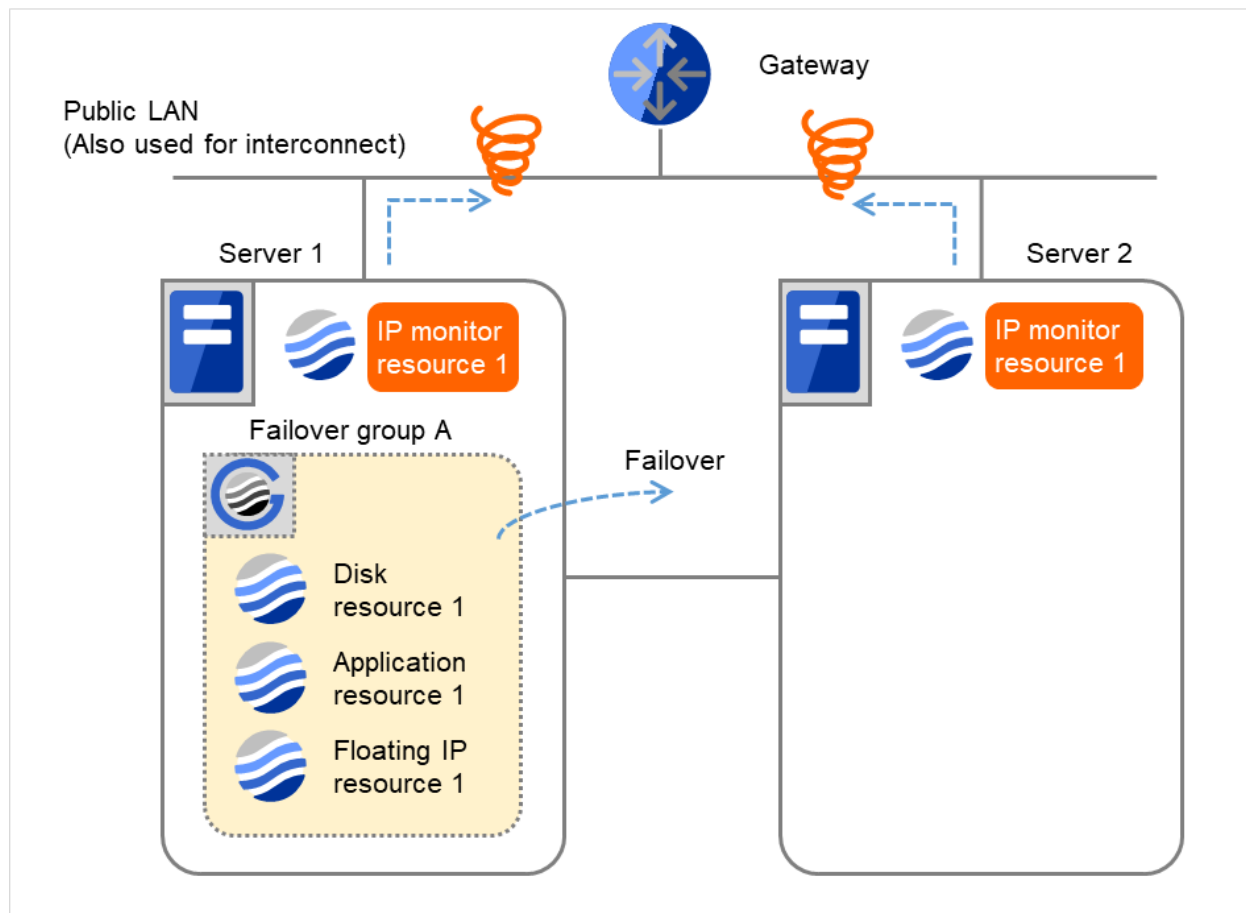 Gateway
Public LAN
(Also used for interconnect)
Server 1
Server 2
IP monitor
resource 1
IP monitor
resource 1
Failover group A
Failover
Disk
resource 1
Application
resource 1
Floating IP
resource 1